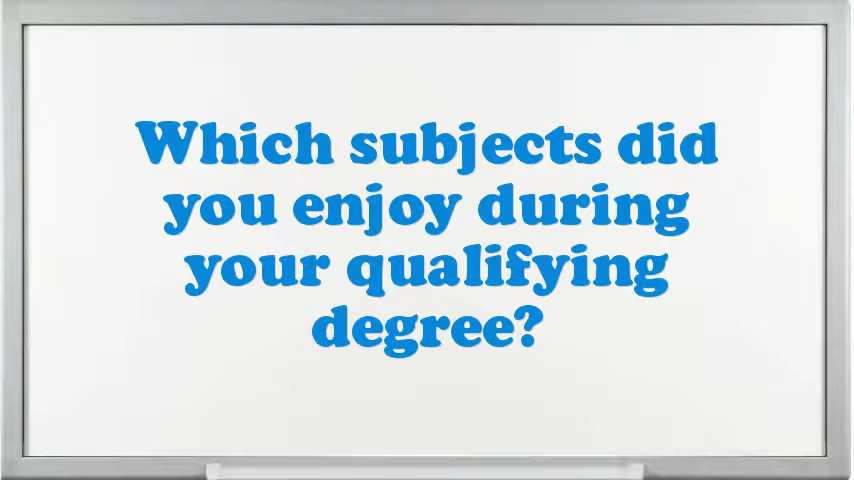 Which subjects did
you enjoy during
your qualifying
degree?